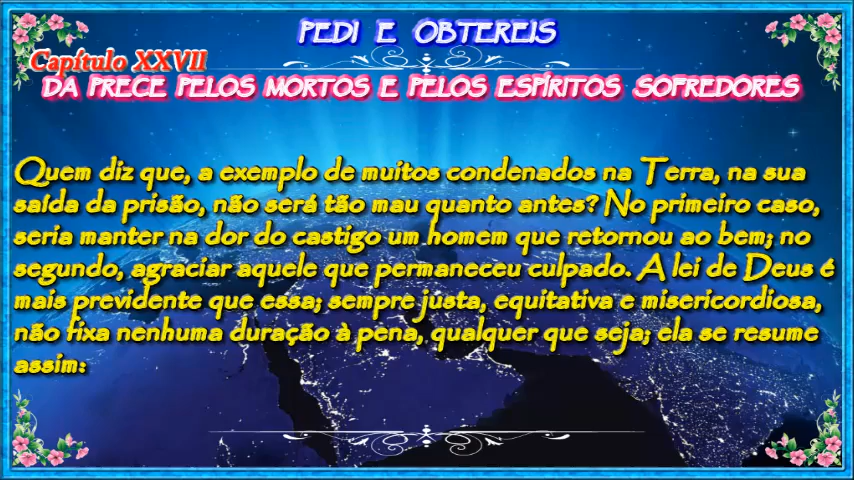 PEDI E OBTEREIS
Capítulo XXVII
DA PRECE PELOS MORTOS E PELOS ESPÍRITOS SOFREDORES
Quem diz que, a exemplo de muitos condenados na Terra, na sua
saída da prisão, não será tão mau quanto antes? No primeiro caso,
seria manter na dor do castigo um homem que retornou ao bem; no
segundo, agraciar aquele que permaneceu culpado. A lei de Deus é
mais previdente que essa; sempre justa, equitativa e misericordiosa,
não fixa nenhuma duração à pena, qualquer que seja; ela se resume
assim: